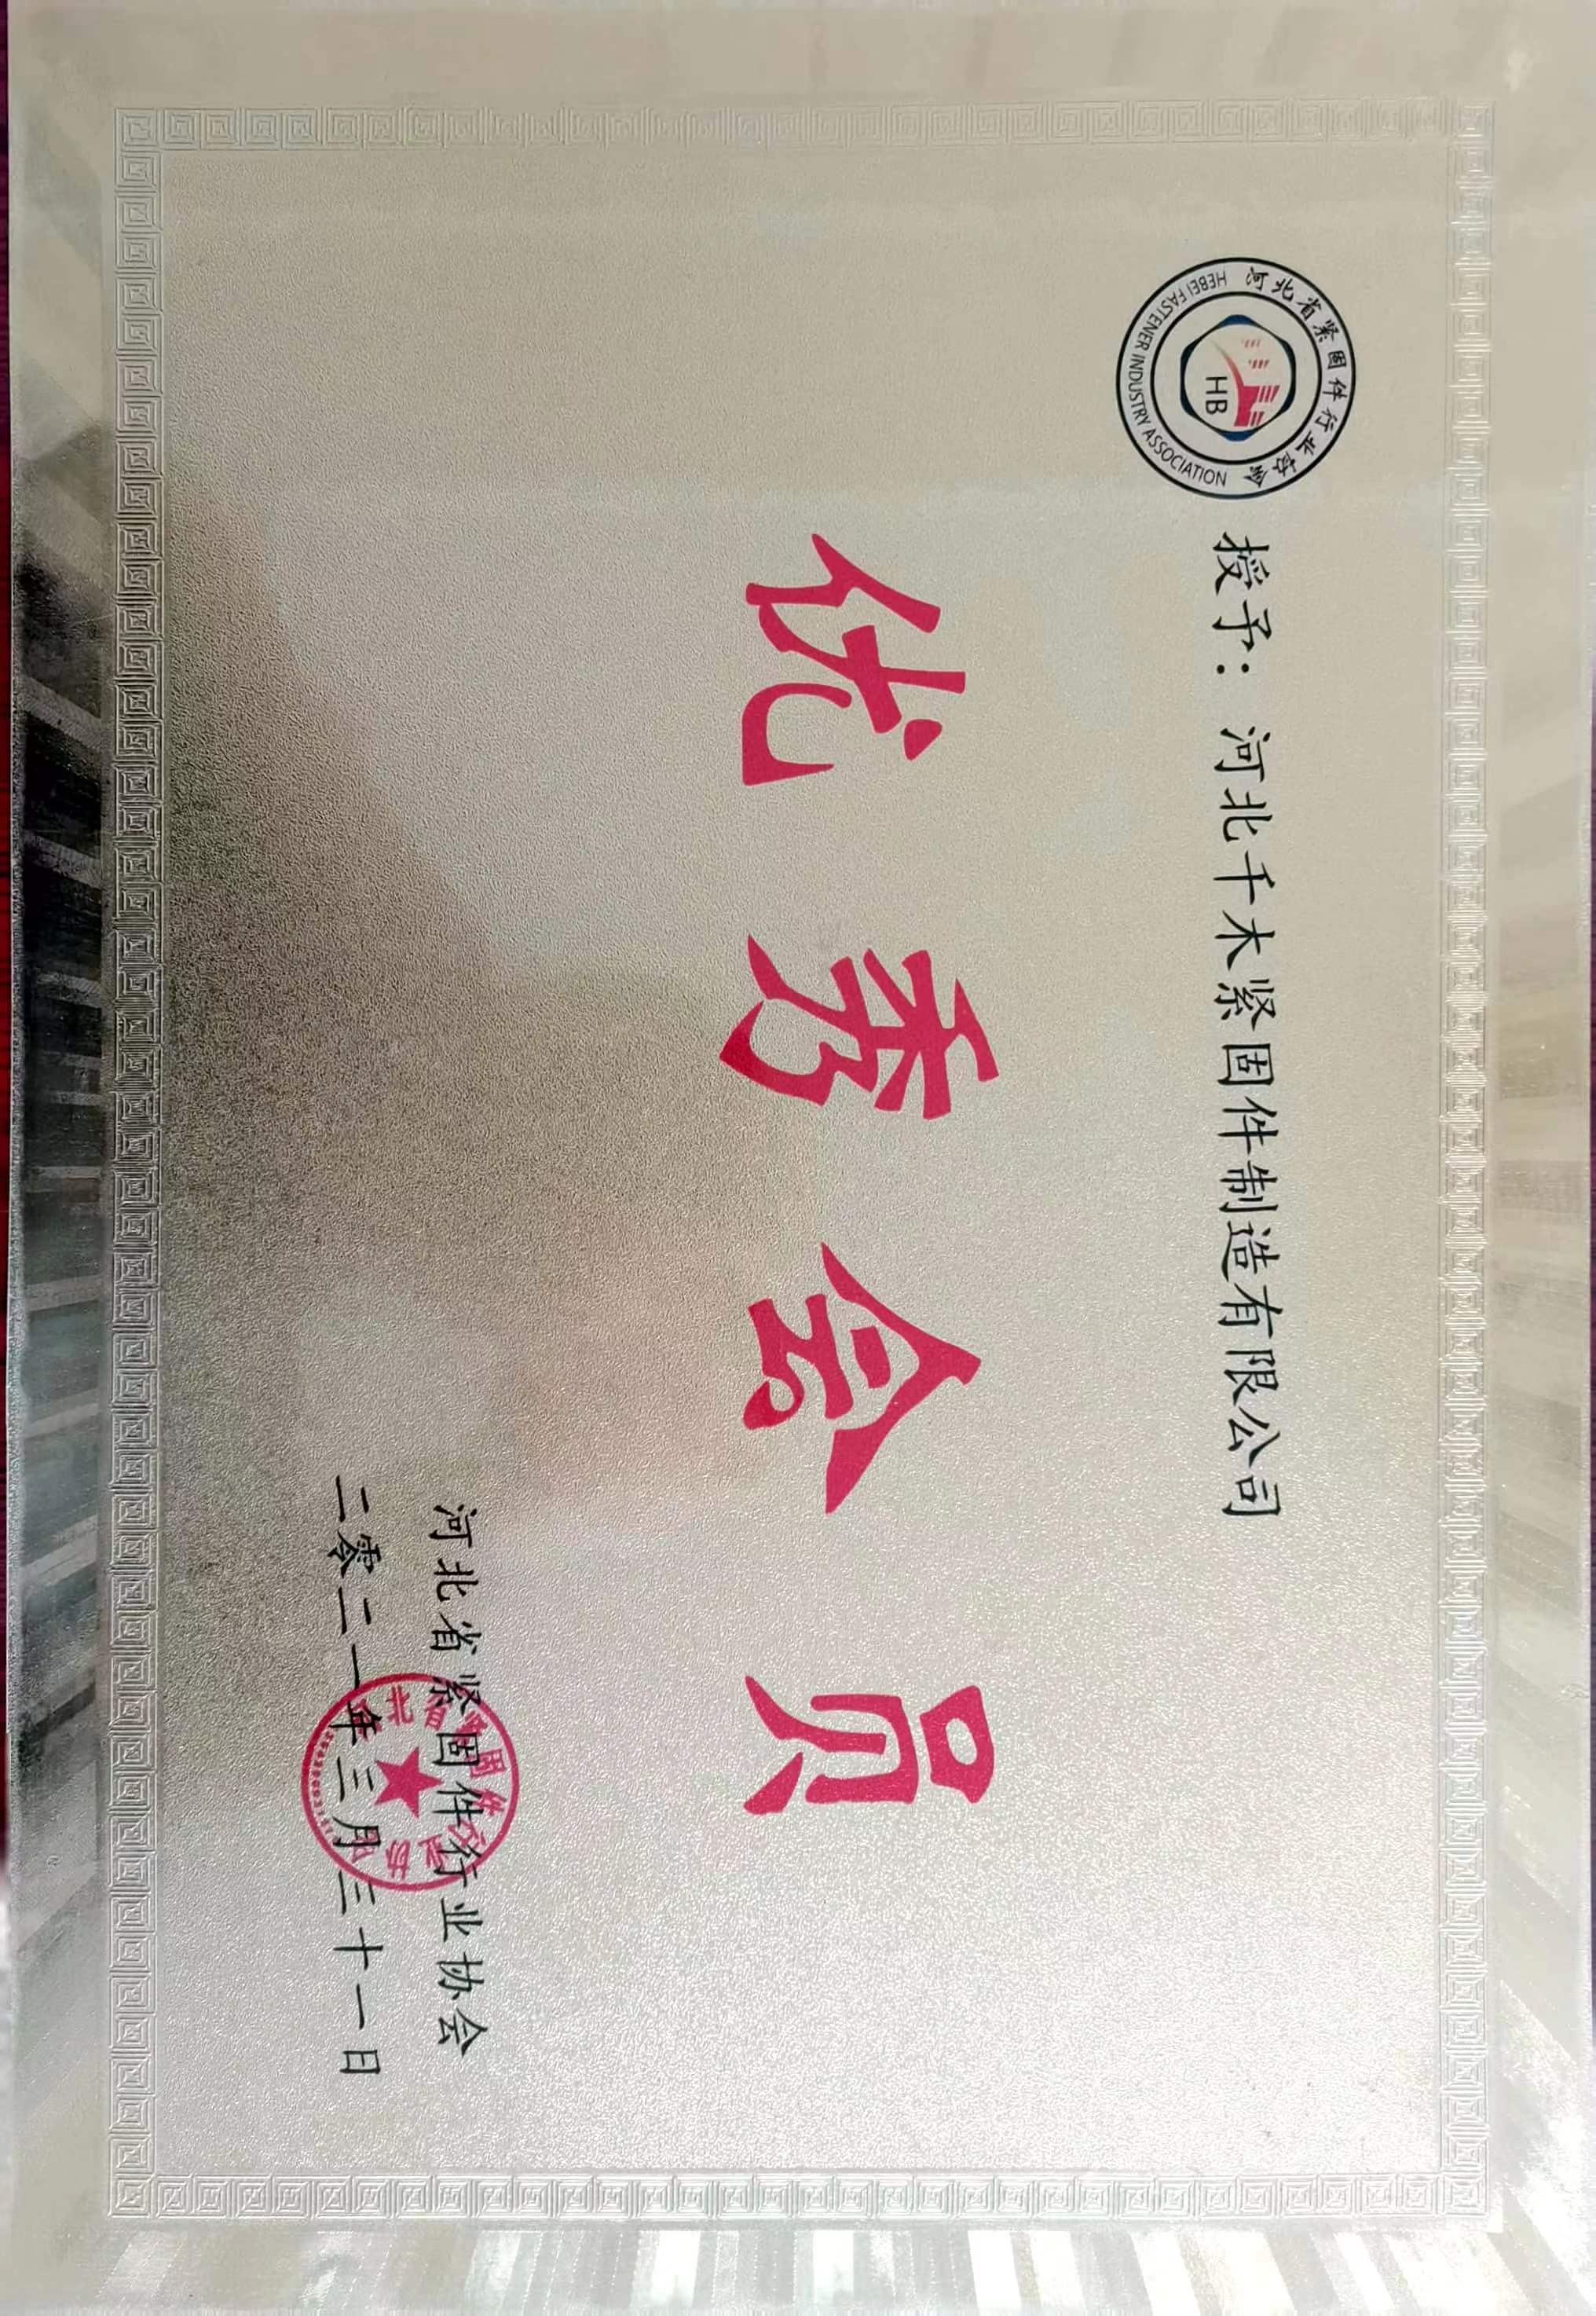 河北省紧固件行业协会
HEBEI FASTENER INDUSTRY ASSOCIATION
HB
授予：河北千木紧固件制造有限公司
优秀会员
河北省紧固件行业协会
二零二一年三月三十一日